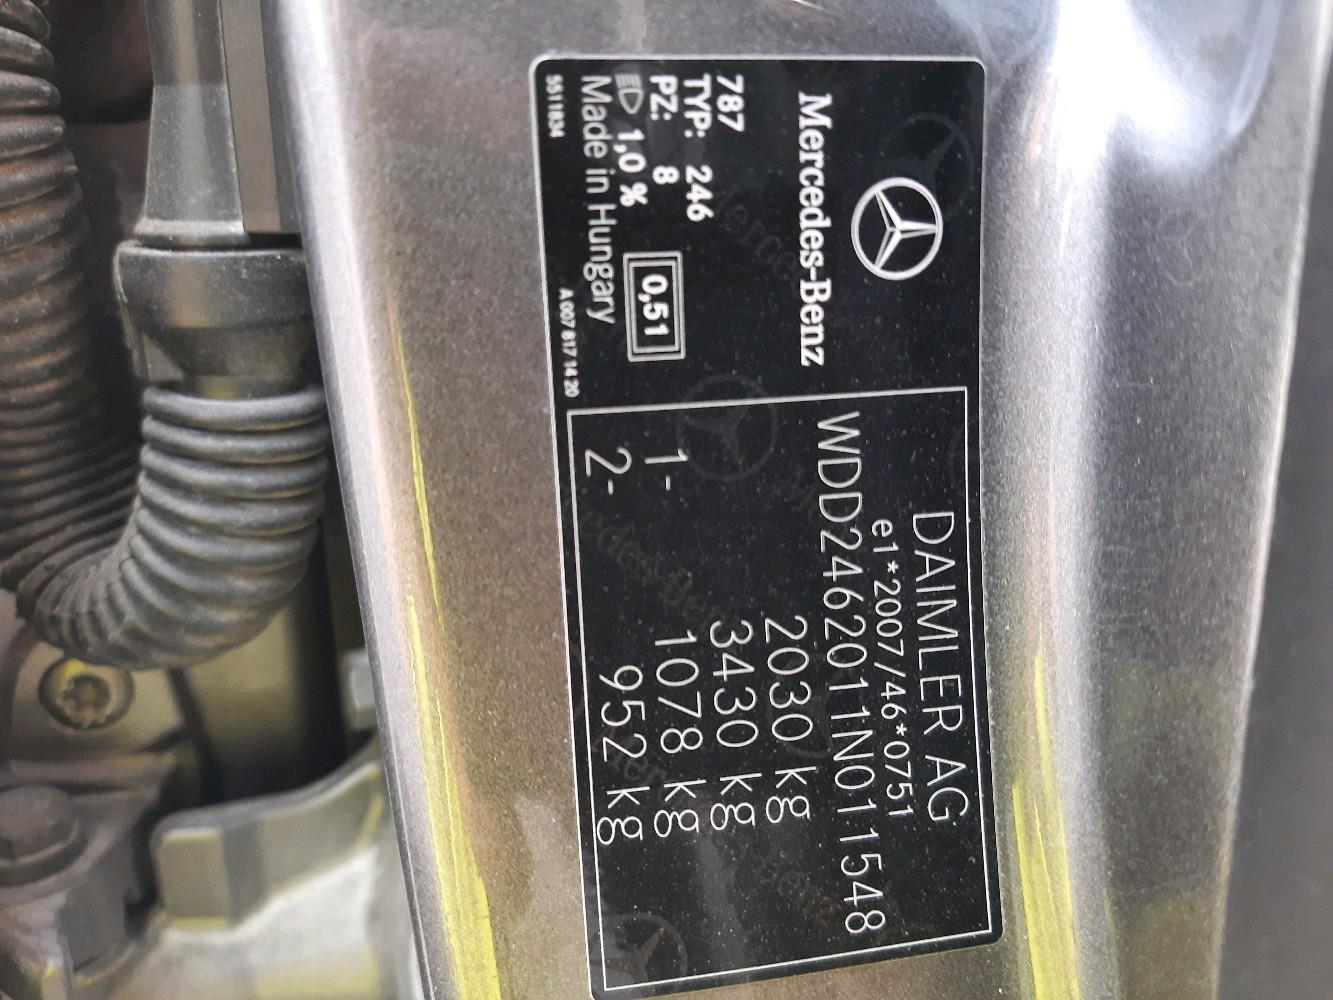 Mercedes-Benz
787
TYP: 246
PZ: 8
1,0 %
0,51
Made in Hungary
5511834
A 007 817 14 20
DAIMLER AG
e1*2007/46*0751
WDD2462011N011548
2030 kg
3430 kg
1- 1078 kg
2- 952 kg